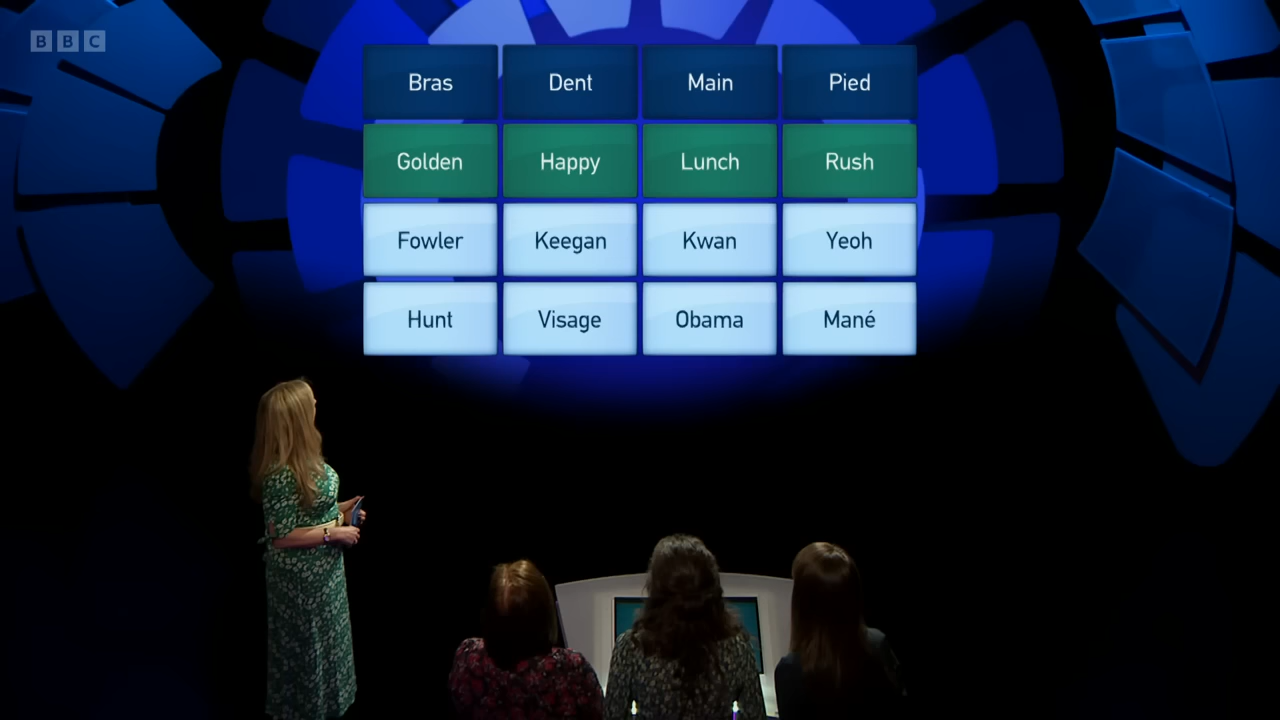 BBC
Bras Dent Main Pied
Golden Happy Lunch Rush
Fowler Keegan Kwan Yeoh
Hunt Visage Obama Mané